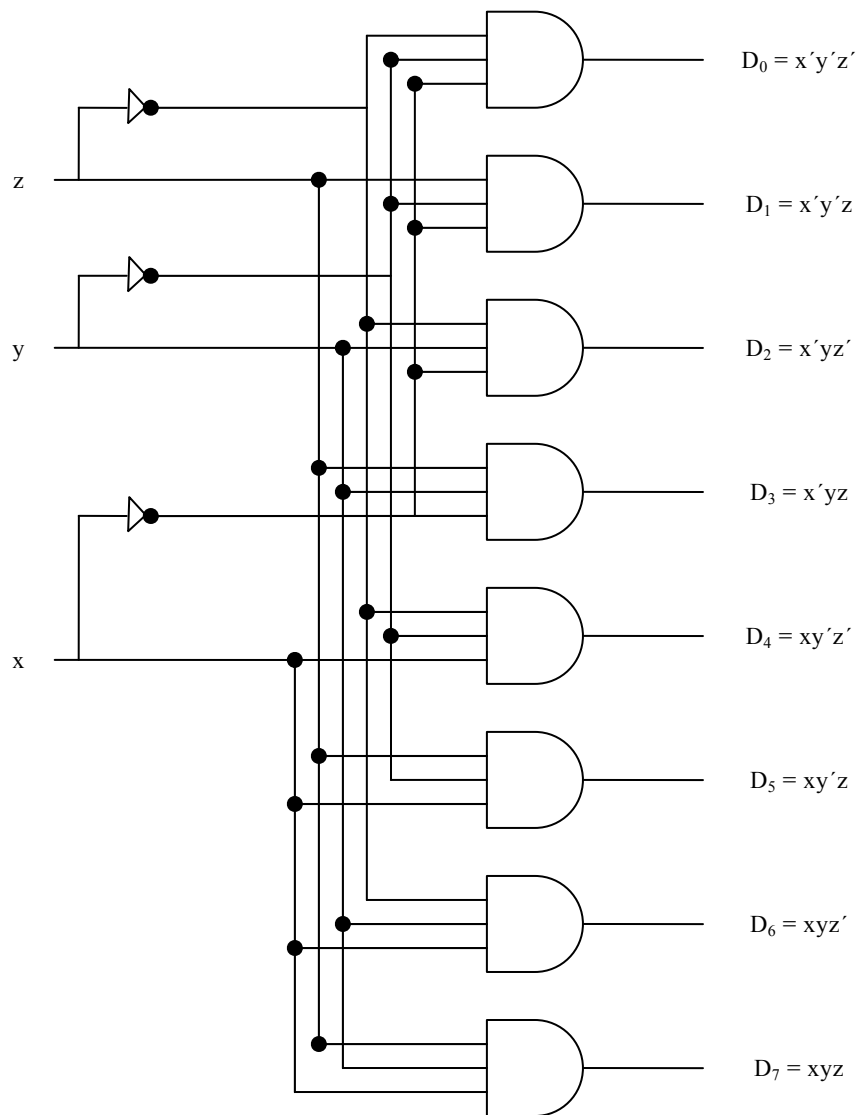 D₀ = x´y´z´
z
D₁ = x´y´z
y
D₂ = x´yz´
D₃ = x´yz
x
D₄ = xy´z´
D₅ = xy´z
D₆ = xyz´
D₇ = xyz